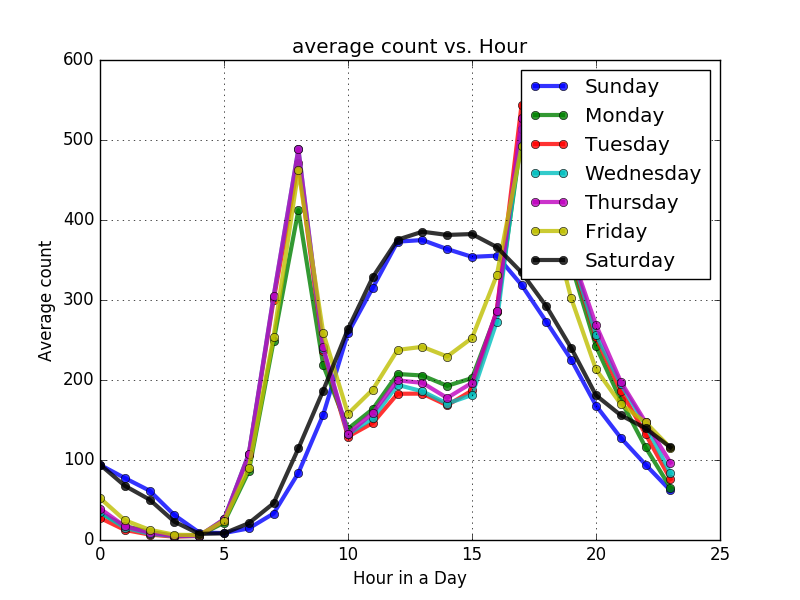 average count vs. Hour
600
500
400
300
200
100
0
Average count
0 5 10 15 20 25
Hour in a Day
Sunday
Monday
Tuesday
Wednesday
Thursday
Friday
Saturday